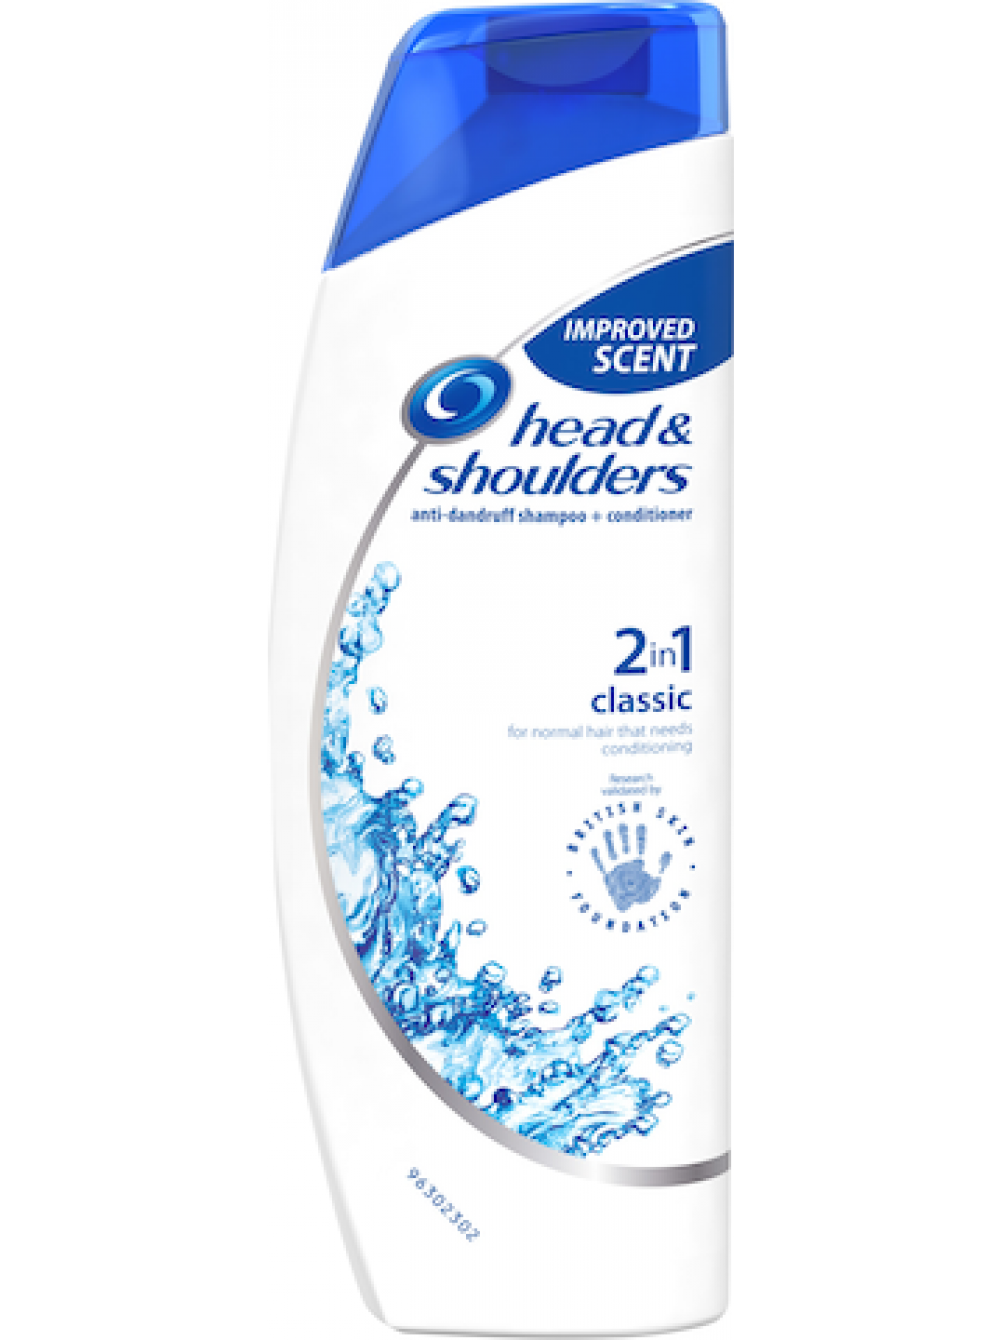 IMPROVED
SCENT
head &
shoulders
anti-dandruff shampoo + conditioner
2in1
classic
for normal hair that needs
conditioning
Research
validated by
BRITISH SKIN
FOUNDATION
96302302